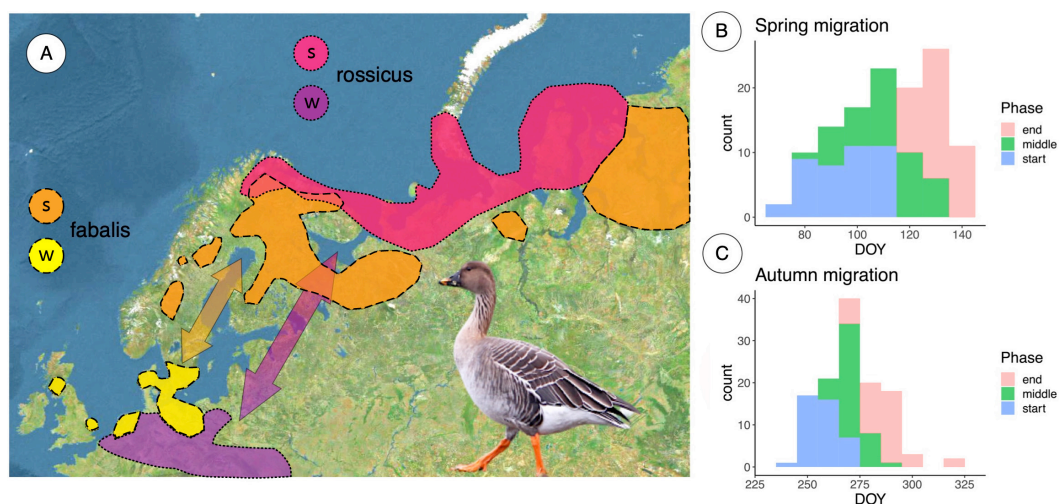 A
s
rossicus
w
s
fabalis
w
B
Spring migration
count
20
10
0
80
100
120
140
DOY
Phase
end
middle
start
C
Autumn migration
count
40
30
20
10
0
225
250
275
300
325
DOY
Phase
end
middle
start